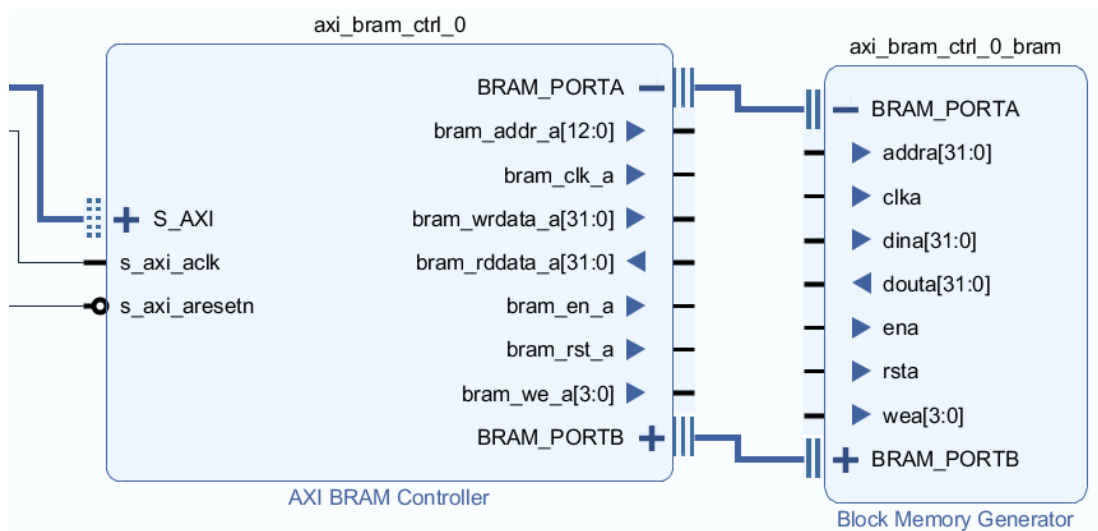 axi_bram_ctrl_0
BRAM_PORTA
bram_addr_a[12:0]
bram_clk_a
bram_wrdata_a[31:0]
bram_rddata_a[31:0]
bram_en_a
bram_rst_a
bram_we_a[3:0]
BRAM_PORTB
S_AXI
s_axi_aclk
s_axi_aresetn
AXI BRAM Controller
axi_bram_ctrl_0_bram
BRAM_PORTA
addra[31:0]
clka
dina[31:0]
douta[31:0]
ena
rsta
wea[3:0]
BRAM_PORTB
Block Memory Generator